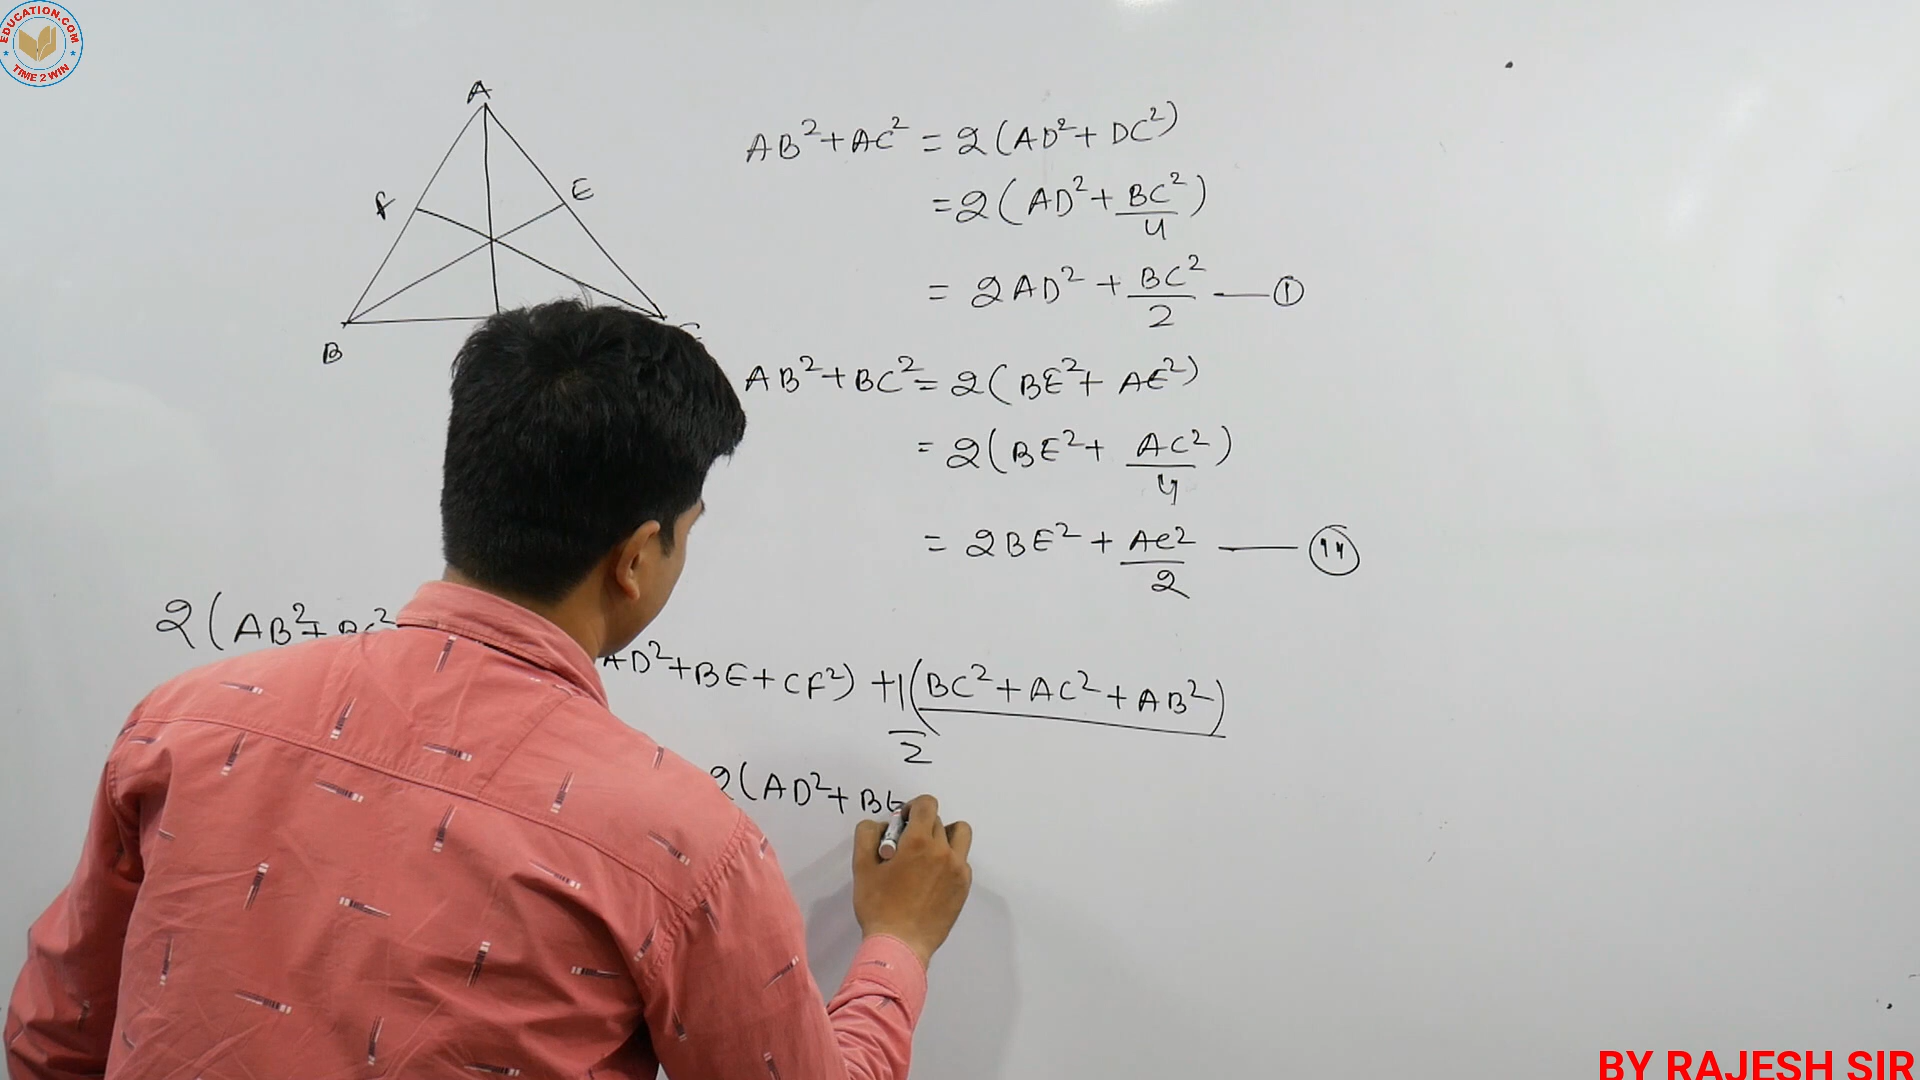 EDUCATION.COM
TIME 2 WIN
A
F
E
B
AB²+AC² = 2(AD²+ DC²)
=2(AD²+ BC²/4)
= 2AD² + BC²/2 — ①
AB²+BC²= 2(BE²+ AE²)
= 2(BE²+ AC²/4)
= 2BE² + AC²/2 — 11
2(AB²+ BC²
AD²+BE+CF²) +1/2(BC²+AC²+AB²)
2(AD²+ BE
BY RAJESH SIR